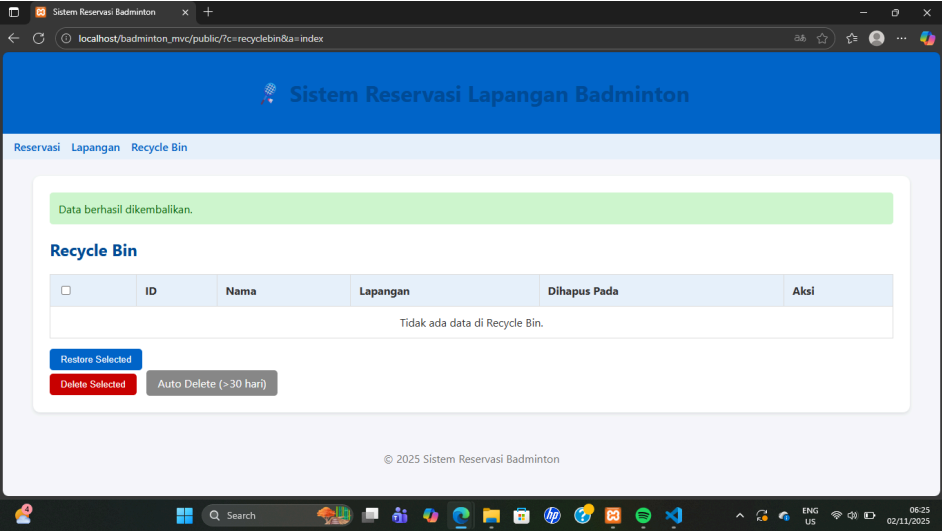 Sistem Reservasi Badminton
localhost/badminton_mvc/public/?c=recyclebin&a=index
Sistem Reservasi Lapangan Badminton
Reservasi Lapangan Recycle Bin
Data berhasil dikembalikan.
Recycle Bin
ID Nama Lapangan Dihapus Pada Aksi
Tidak ada data di Recycle Bin.
Restore Selected
Delete Selected Auto Delete (>30 hari)
© 2025 Sistem Reservasi Badminton
4
Search
ENG
US
06:25
02/11/2025